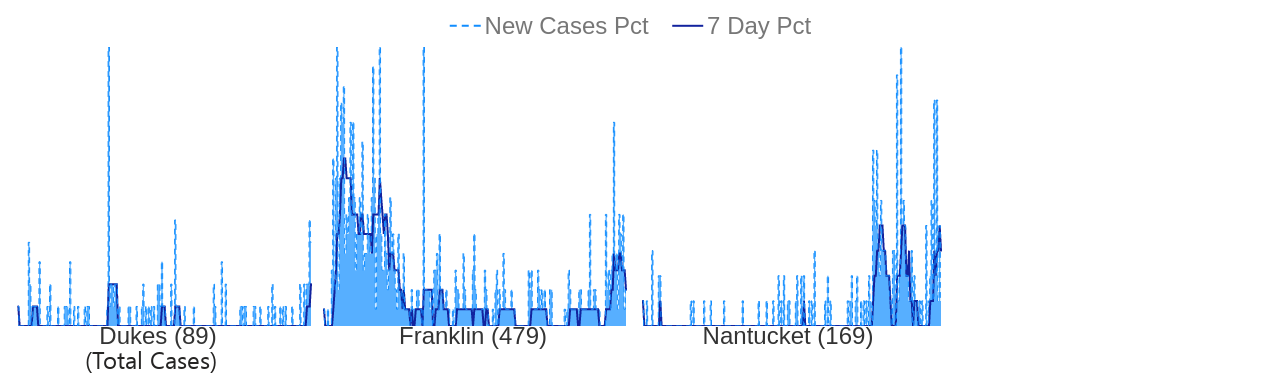 New Cases Pct 7 Day Pct
Dukes (89) Franklin (479) Nantucket (169)
(Total Cases)